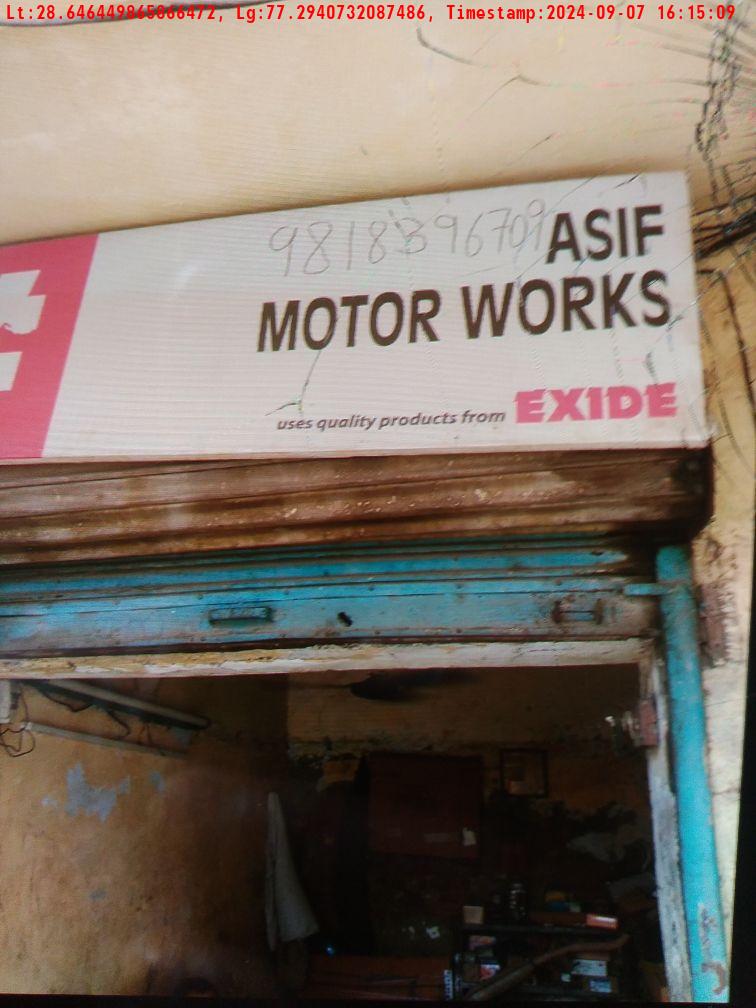 Lt:28.646449865066472, Lg:77.2940732087486, Timestamp:2024-09-07 16:15:09
9818396709
ASIF
MOTOR WORKS
uses quality products from EXIDE